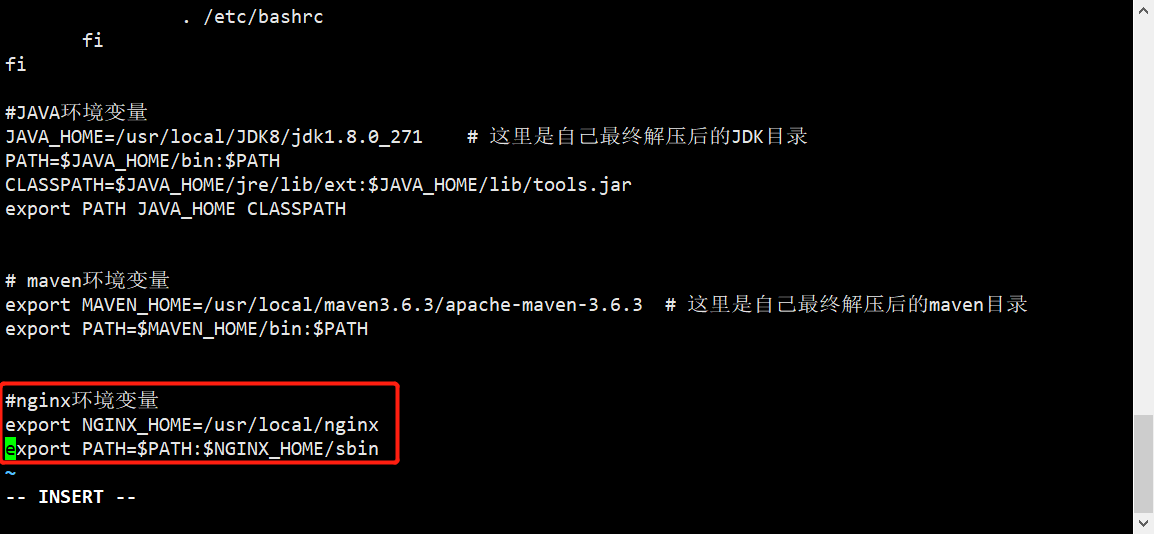 . /etc/bashrc
fi
fi
#JAVA环境变量
JAVA_HOME=/usr/local/JDK8/jdk1.8.0_271    # 这里是自己最终解压后的JDK目录
PATH=$JAVA_HOME/bin:$PATH
CLASSPATH=$JAVA_HOME/jre/lib/ext:$JAVA_HOME/lib/tools.jar
export PATH JAVA_HOME CLASSPATH
# maven环境变量
export MAVEN_HOME=/usr/local/maven3.6.3/apache-maven-3.6.3  # 这里是自己最终解压后的maven目录
export PATH=$MAVEN_HOME/bin:$PATH
#nginx环境变量
export NGINX_HOME=/usr/local/nginx
export PATH=$PATH:$NGINX_HOME/sbin
~
-- INSERT --